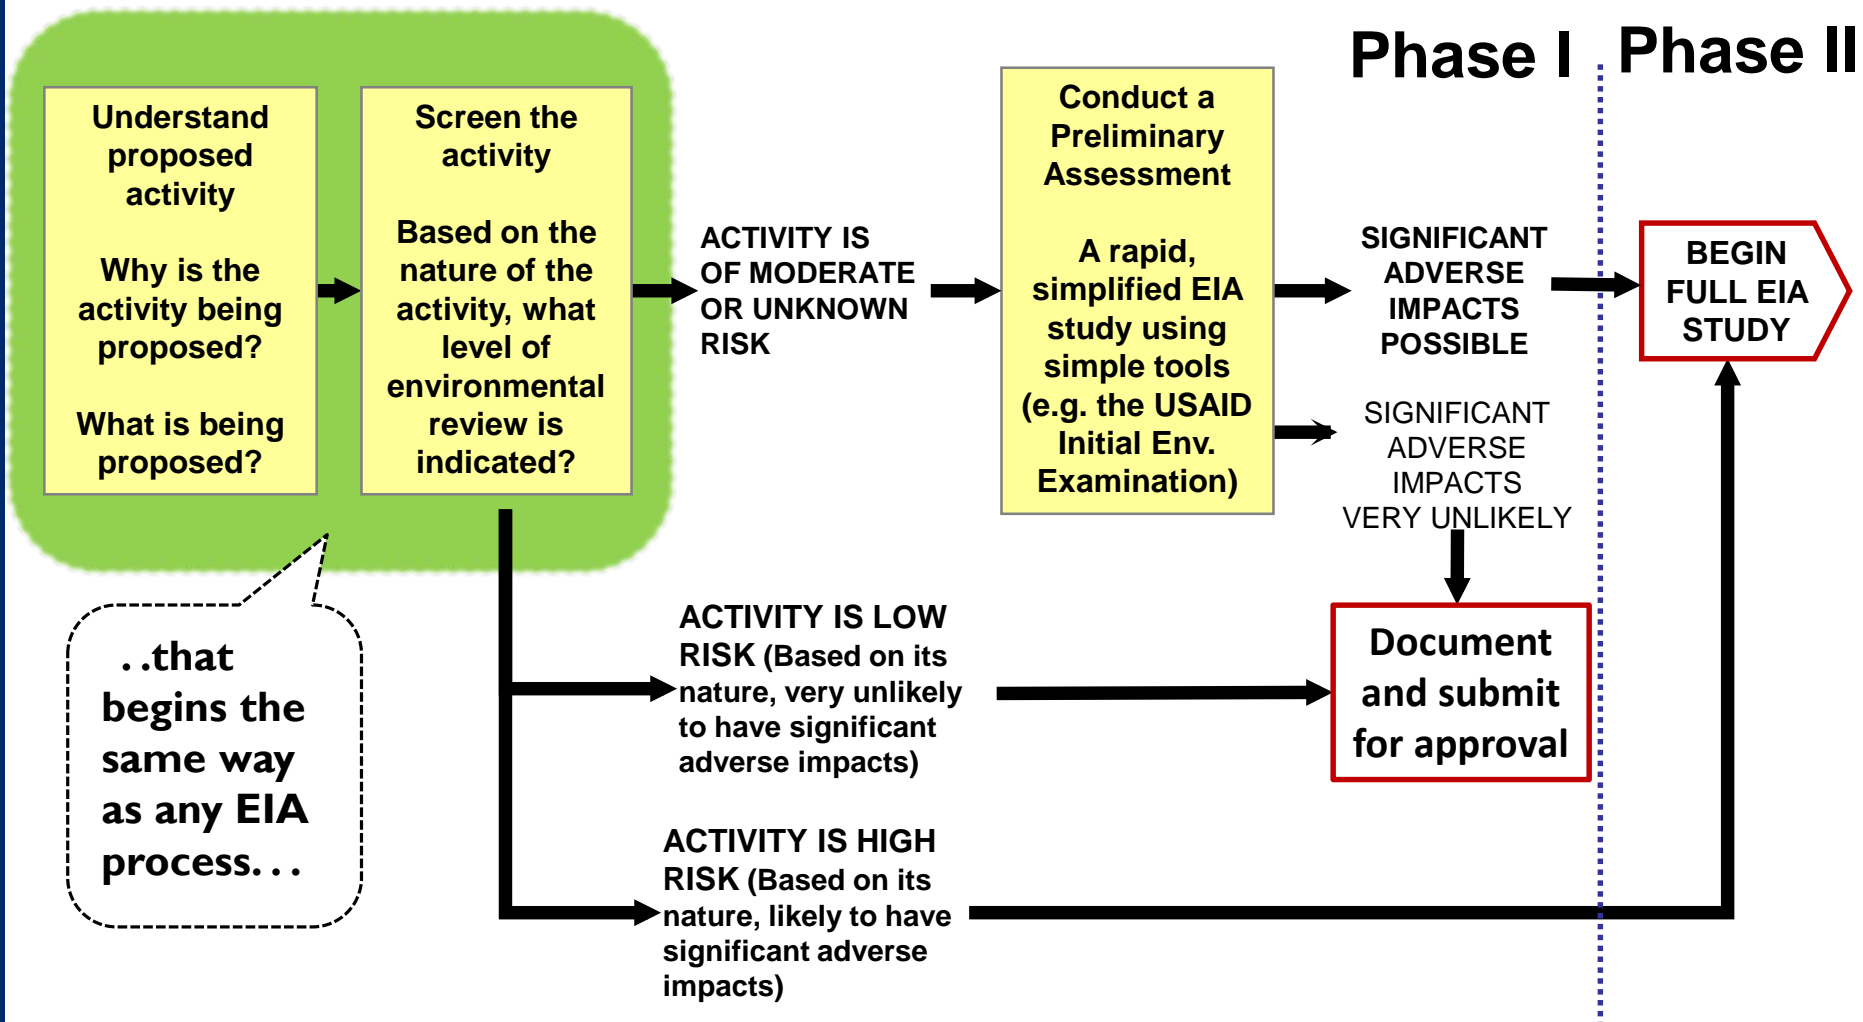 Phase I
Phase II
Understand
proposed
activity
Why is the
activity being
proposed?
What is being
proposed?
Screen the
activity
Based on the
nature of the
activity, what
level of
environmental
review is
indicated?
ACTIVITY IS
OF MODERATE
OR UNKNOWN
RISK
Conduct a
Preliminary
Assessment
A rapid,
simplified EIA
study using
simple tools
(e.g. the USAID
Initial Env.
Examination)
SIGNIFICANT
ADVERSE
IMPACTS
POSSIBLE
BEGIN
FULL EIA
STUDY
SIGNIFICANT
ADVERSE
IMPACTS
VERY UNLIKELY
..that
begins the
same way
as any EIA
process...
ACTIVITY IS LOW
RISK (Based on its
nature, very unlikely
to have significant
adverse impacts)
Document
and submit
for approval
ACTIVITY IS HIGH
RISK (Based on its
nature, likely to have
significant adverse
impacts)